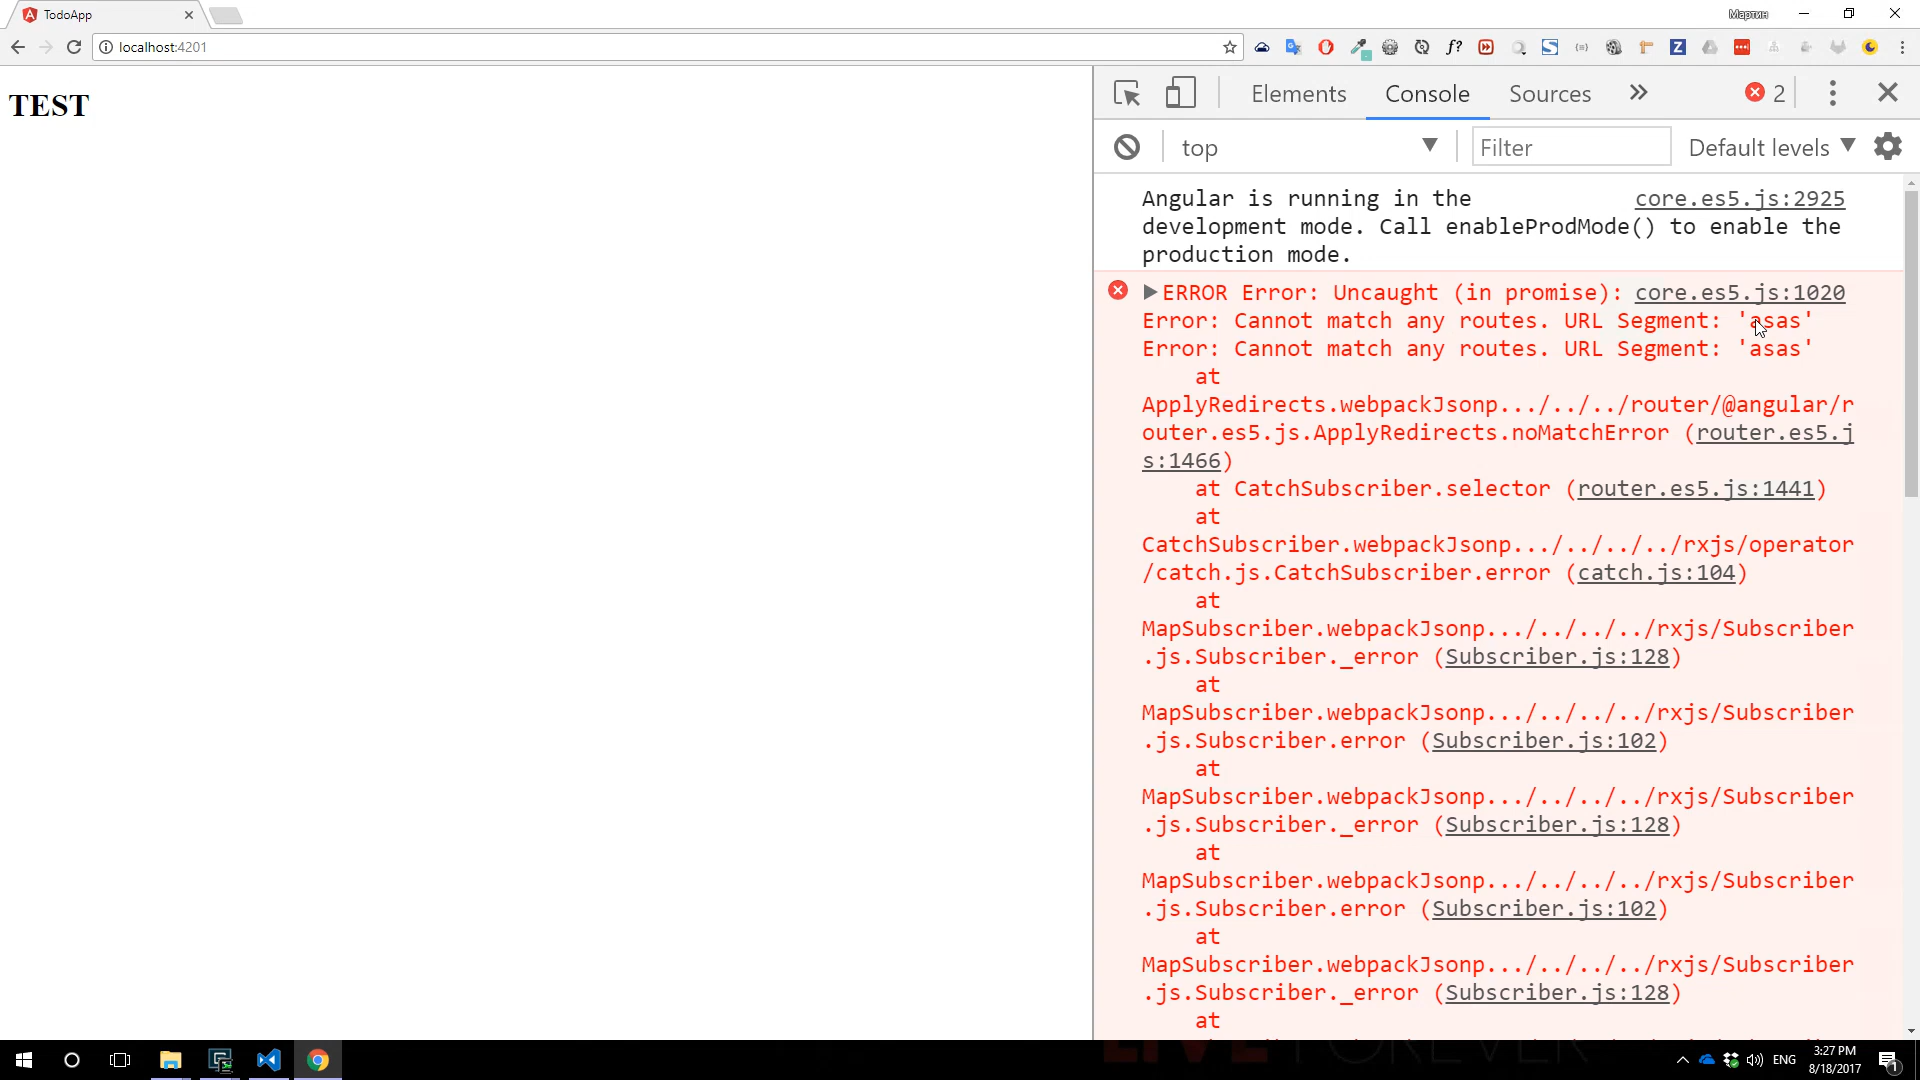 TodoApp
Мартин
localhost:4201
TEST
Elements
Console
Sources
2
top
Filter
Default levels
Angular is running in the core.es5.js:2925
development mode. Call enableProdMode() to enable the
production mode.
ERROR Error: Uncaught (in promise): core.es5.js:1020
Error: Cannot match any routes. URL Segment: 'asas'
Error: Cannot match any routes. URL Segment: 'asas'
at
ApplyRedirects.webpackJsonp.../../../router/@angular/r
outer.es5.js.ApplyRedirects.noMatchError (router.es5.j
s:1466)
at CatchSubscriber.selector (router.es5.js:1441)
at
CatchSubscriber.webpackJsonp.../../../../rxjs/operator
/catch.js.CatchSubscriber.error (catch.js:104)
at
MapSubscriber.webpackJsonp.../../../../rxjs/Subscriber
.js.Subscriber._error (Subscriber.js:128)
at
MapSubscriber.webpackJsonp.../../../../rxjs/Subscriber
.js.Subscriber.error (Subscriber.js:102)
at
MapSubscriber.webpackJsonp.../../../../rxjs/Subscriber
.js.Subscriber._error (Subscriber.js:128)
at
MapSubscriber.webpackJsonp.../../../../rxjs/Subscriber
.js.Subscriber.error (Subscriber.js:102)
at
MapSubscriber.webpackJsonp.../../../../rxjs/Subscriber
.js.Subscriber._error (Subscriber.js:128)
at
ENG
3:27 PM
8/18/2017
1